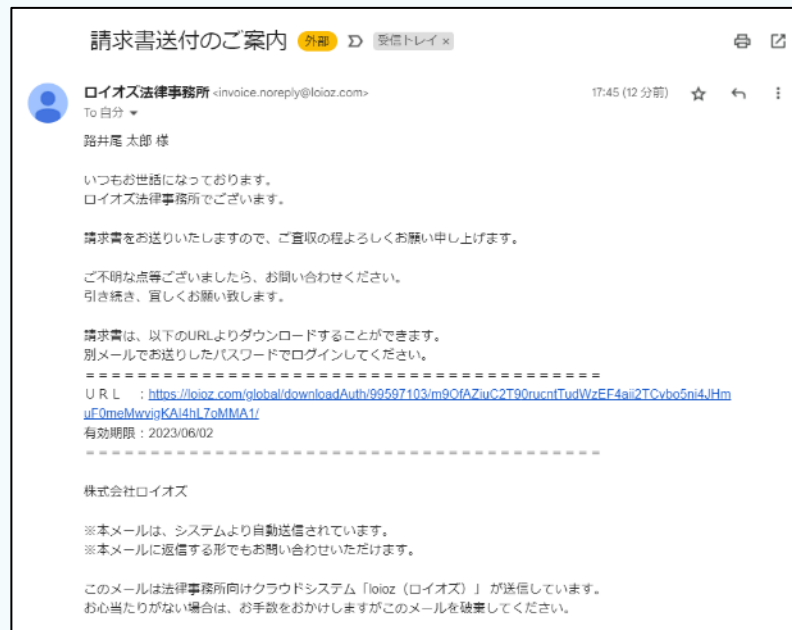 請求書送付のご案内 外部 受信トレイ ×
ロイオズ法律事務所 <invoice.noreply@loioz.com> 17:45 (12 分前)
To 自分
路井尾 太郎 様
いつもお世話になっております。
ロイオズ法律事務所でございます。
請求書をお送りいたしますので、ご査収の程よろしくお願い申し上げます。
ご不明な点等ございましたら、お問い合わせください。
引き続き、宜しくお願い致します。
請求書は、以下のURLよりダウンロードすることができます。
別メールでお送りしたパスワードでログインしてください。
＝＝＝＝＝＝＝＝＝＝＝＝＝＝＝＝＝＝＝＝＝＝＝＝＝＝＝＝＝＝＝＝＝＝＝＝＝＝＝＝
ＵＲＬ　：https://loioz.com/global/downloadAuth/99597103/m9OfAZiuC2T90rucntTudWzEF4aii2TCvbo5ni4JHm
uF0meMwvigKAl4hL7oMMA1/
有効期限：2023/06/02
＝＝＝＝＝＝＝＝＝＝＝＝＝＝＝＝＝＝＝＝＝＝＝＝＝＝＝＝＝＝＝＝＝＝＝＝＝＝＝＝
株式会社ロイオズ
※本メールは、システムより自動送信されています。
※本メールに返信する形でもお問い合わせいただけます。
このメールは法律事務所向けクラウドシステム「loioz（ロイオズ）」 が送信しています。
お心当たりがない場合は、お手数をおかけしますがこのメールを破棄してください。